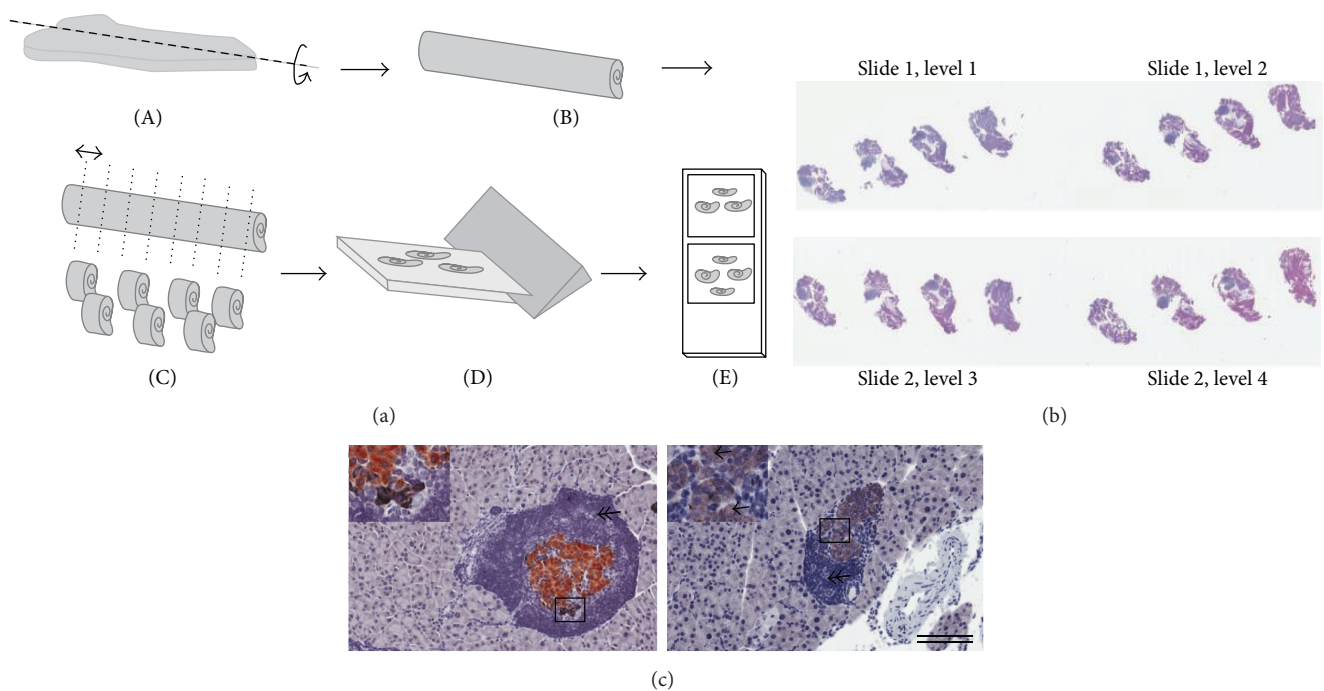 (A)
(B)
(C)
(D)
(E)
(a)
Slide 1, level 1
Slide 1, level 2
Slide 2, level 3
Slide 2, level 4
(b)
(c)